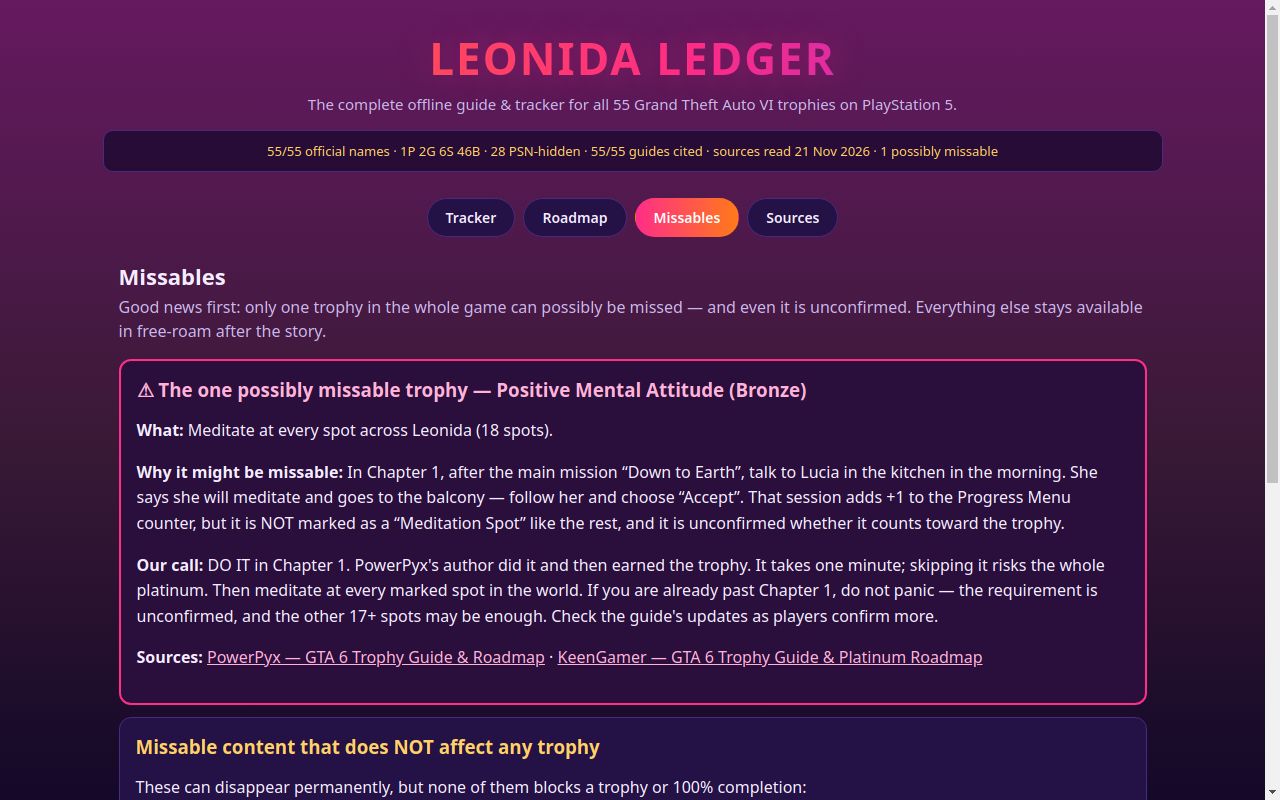 LEONIDA LEDGER
The complete offline guide & tracker for all 55 Grand Theft Auto VI trophies on PlayStation 5.
55/55 official names · 1P 2G 6S 46B · 28 PSN-hidden · 55/55 guides cited · sources read 21 Nov 2026 · 1 possibly missable
Tracker Roadmap Missables Sources
Missables
Good news first: only one trophy in the whole game can possibly be missed — and even it is unconfirmed. Everything else stays available
in free-roam after the story.
⚠ The one possibly missable trophy — Positive Mental Attitude (Bronze)
What: Meditate at every spot across Leonida (18 spots).
Why it might be missable: In Chapter 1, after the main mission “Down to Earth”, talk to Lucia in the kitchen in the morning. She
says she will meditate and goes to the balcony — follow her and choose “Accept”. That session adds +1 to the Progress Menu
counter, but it is NOT marked as a “Meditation Spot” like the rest, and it is unconfirmed whether it counts toward the trophy.
Our call: DO IT in Chapter 1. PowerPyx's author did it and then earned the trophy. It takes one minute; skipping it risks the whole
platinum. Then meditate at every marked spot in the world. If you are already past Chapter 1, do not panic — the requirement is
unconfirmed, and the other 17+ spots may be enough. Check the guide's updates as players confirm more.
Sources: PowerPyx — GTA 6 Trophy Guide & Roadmap · KeenGamer — GTA 6 Trophy Guide & Platinum Roadmap
Missable content that does NOT affect any trophy
These can disappear permanently, but none of them blocks a trophy or 100% completion: